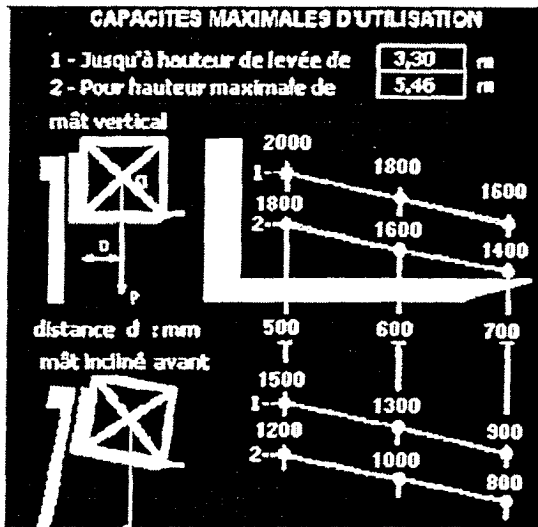 CAPACITES MAXIMALES D'UTILISATION
1 - Jusqu'à hauteur de levée de 3,30 m
2 - Pour hauteur maximale de 5,46 m
mât vertical
G
D
P
2000
1800
1600
1--
1800
1600
1400
2--
distance d : mm
500 600 700
mât incliné avant
1500
1300
900
1--
1200
1000
800
2--